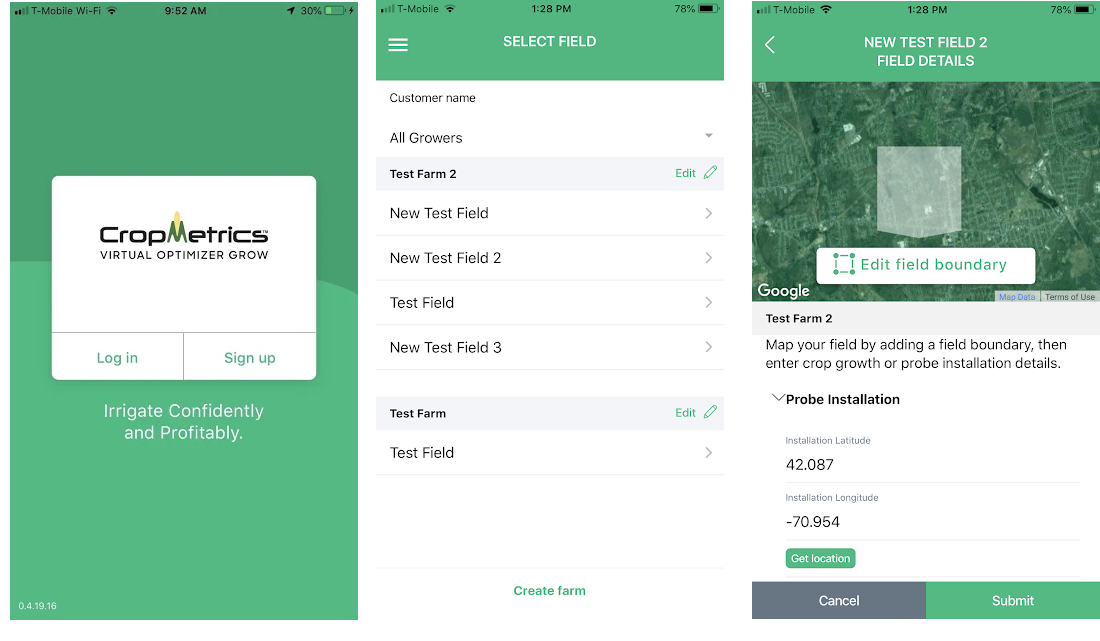 T-Mobile Wi-Fi 9:52 AM 30%
CropMetrics™
VIRTUAL OPTIMIZER GROW
Log in Sign up
Irrigate Confidently
and Profitably.
0.4.19.16
T-Mobile 1:28 PM 78%
SELECT FIELD
Customer name
All Growers
Test Farm 2 Edit
New Test Field
New Test Field 2
Test Field
New Test Field 3
Test Farm Edit
Test Field
Create farm
T-Mobile 1:28 PM 78%
NEW TEST FIELD 2
FIELD DETAILS
Edit field boundary
Google
Map Data Terms of Use
Test Farm 2
Map your field by adding a field boundary, then
enter crop growth or probe installation details.
Probe Installation
Installation Latitude
42.087
Installation Longitude
-70.954
Get location
Cancel Submit